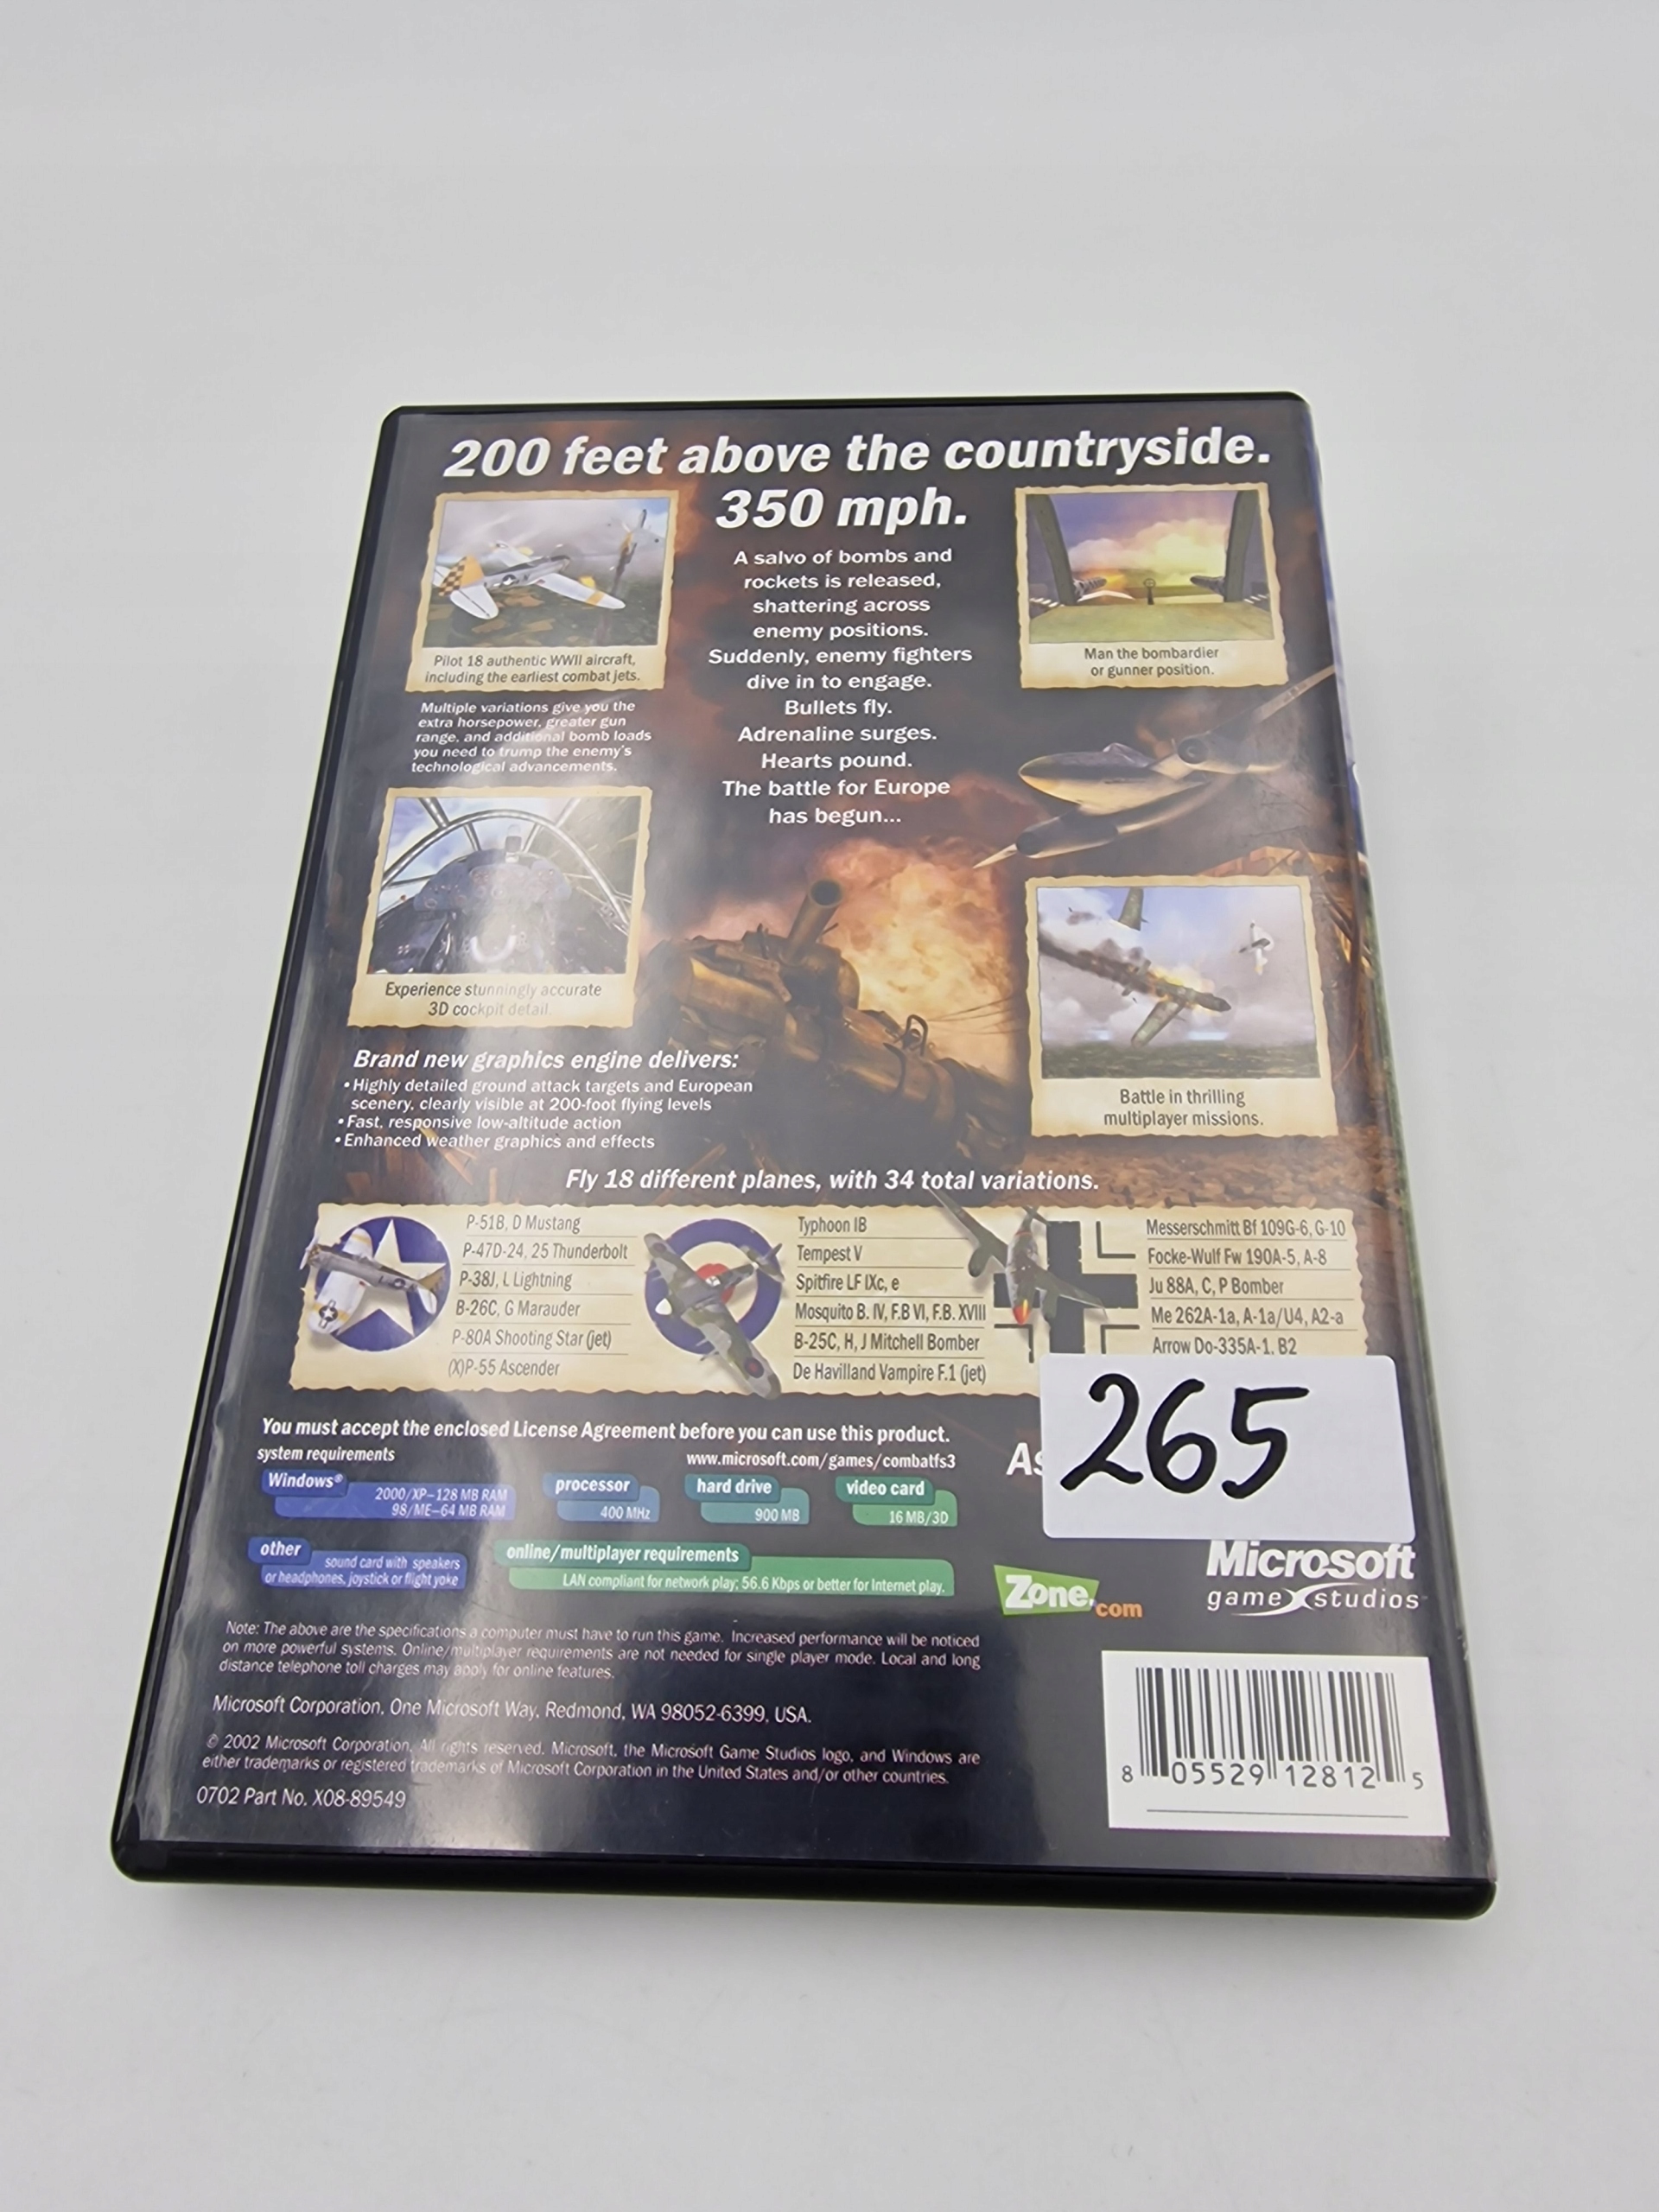 200 feet above the countryside.
350 mph.
A salvo of bombs and
rockets is released,
shattering across
enemy positions.
Suddenly, enemy fighters
dive in to engage.
Bullets fly.
Adrenaline surges.
Hearts pound.
The battle for Europe
has begun...
Pilot 18 authentic WWII aircraft,
including the earliest combat jets.
Multiple variations give you the
extra horsepower, greater gun
range, and additional bomb loads
you need to trump the enemy's
technological advancements.
Experience stunningly accurate
3D cockpit detail.
Man the bombardier
or gunner position.
Battle in thrilling
multiplayer missions.
Brand new graphics engine delivers:
•Highly detailed ground attack targets and European
scenery, clearly visible at 200-foot flying levels
•Fast, responsive low-altitude action
•Enhanced weather graphics and effects
Fly 18 different planes, with 34 total variations.
P-51B, D Mustang
P-47D-24, 25 Thunderbolt
P-38J, L Lightning
B-26C, G Marauder
P-80A Shooting Star (jet)
(X)P-55 Ascender
Typhoon IB
Tempest V
Spitfire LF IXc, e
Mosquito B. IV, F.B VI, F.B. XVIII
B-25C, H, J Mitchell Bomber
De Havilland Vampire F.1 (jet)
Messerschmitt Bf 109G-6, G-10
Focke-Wulf Fw 190A-5, A-8
Ju 88A, C, P Bomber
Me 262A-1a, A-1a/U4, A2-a
Arrow Do-335A-1, B2
265
You must accept the enclosed License Agreement before you can use this product.
system requirements
www.microsoft.com/games/combatfs3
Windows®
2000/XP–128 MB RAM
98/ME–64 MB RAM
processor
400 MHz
hard drive
900 MB
video card
16 MB/3D
other
sound card with speakers
or headphones, joystick or flight yoke
online/multiplayer requirements
LAN compliant for network play; 56.6 Kbps or better for Internet play.
Zone.com
Microsoft
game studios
Note: The above are the specifications a computer must have to run this game. Increased performance will be noticed
on more powerful systems. Online/multiplayer requirements are not needed for single player mode. Local and long
distance telephone toll charges may apply for online features.
Microsoft Corporation, One Microsoft Way, Redmond, WA 98052-6399, USA.
© 2002 Microsoft Corporation. All rights reserved. Microsoft, the Microsoft Game Studios logo, and Windows are
either trademarks or registered trademarks of Microsoft Corporation in the United States and/or other countries.
0702 Part No. X08-89549
8 05529 12812 5